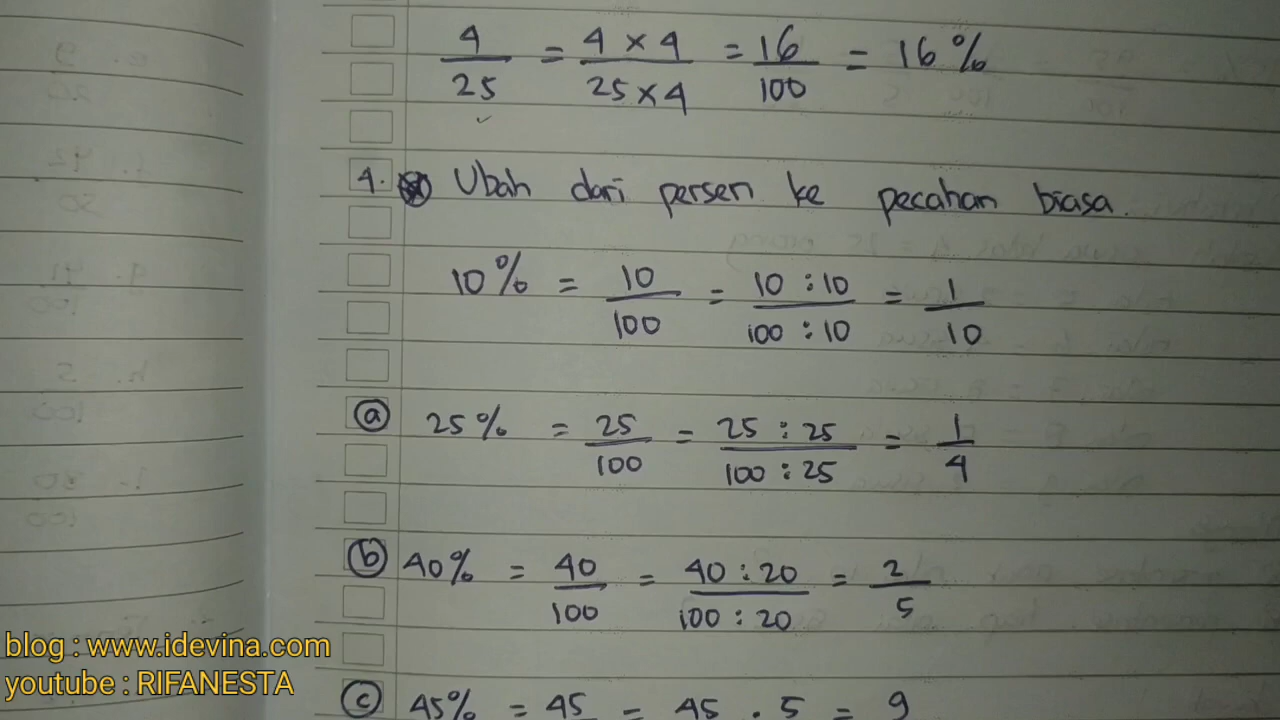 4/25 = 4 × 4/25 × 4 = 16/100 = 16%
4. Ubah dari persen ke pecahan biasa.
10% = 10/100 = 10 : 10/100 : 10 = 1/10
a 25% = 25/100 = 25 : 25/100 : 25 = 1/4
b 40% = 40/100 = 40 : 20/100 : 20 = 2/5
c 45% = 45 = 45 : 5 = 9
blog : www.idevina.com
youtube : RIFANESTA